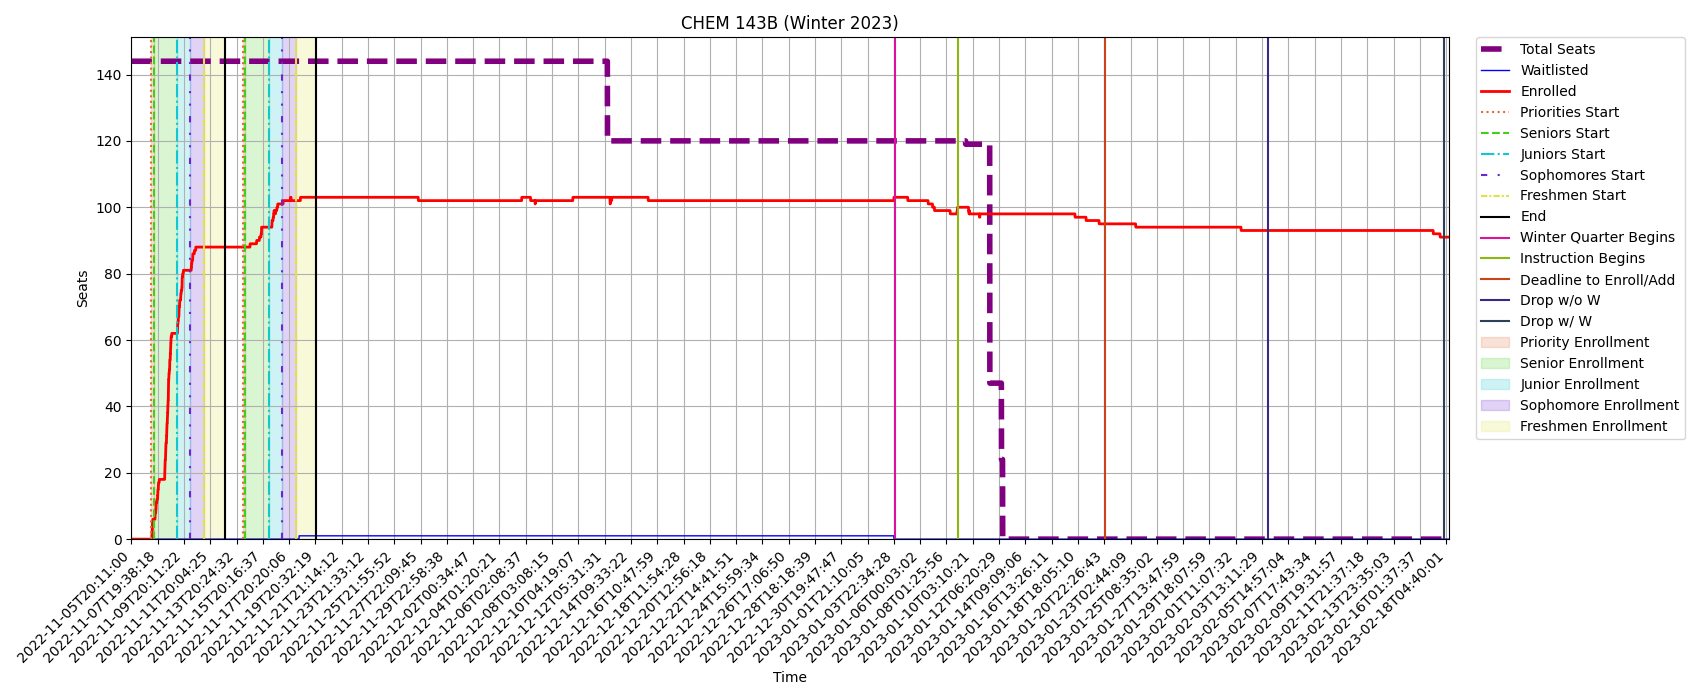 CHEM 143B (Winter 2023)
140
120
100
80
60
40
20
0
Seats
2022-11-05T20:11:00
2022-11-07T19:38:18
2022-11-09T20:11:22
2022-11-11T20:04:25
2022-11-13T20:24:32
2022-11-15T20:16:37
2022-11-17T20:20:06
2022-11-19T20:32:19
2022-11-21T21:14:12
2022-11-23T21:33:12
2022-11-25T21:55:52
2022-11-27T22:09:45
2022-11-29T22:58:38
2022-12-02T00:34:47
2022-12-04T01:20:21
2022-12-06T02:08:37
2022-12-08T03:08:15
2022-12-10T04:19:07
2022-12-12T05:31:31
2022-12-14T09:33:22
2022-12-16T10:47:59
2022-12-18T11:54:28
2022-12-20T12:56:18
2022-12-22T14:41:51
2022-12-24T15:59:34
2022-12-26T17:06:50
2022-12-28T18:18:39
2022-12-30T19:47:47
2023-01-01T21:10:05
2023-01-03T22:34:28
2023-01-06T00:03:02
2023-01-08T01:25:56
2023-01-10T03:10:21
2023-01-12T06:20:29
2023-01-14T09:09:06
2023-01-16T13:26:11
2023-01-18T18:05:10
2023-01-20T22:26:43
2023-01-23T02:44:09
2023-01-25T08:35:02
2023-01-27T13:47:59
2023-01-29T18:07:59
2023-02-01T11:07:32
2023-02-03T13:11:29
2023-02-05T14:57:04
2023-02-07T17:43:34
2023-02-09T19:31:57
2023-02-11T21:37:18
2023-02-13T23:35:03
2023-02-16T01:37:37
2023-02-18T04:40:01
Time
Total Seats
Waitlisted
Enrolled
Priorities Start
Seniors Start
Juniors Start
Sophomores Start
Freshmen Start
End
Winter Quarter Begins
Instruction Begins
Deadline to Enroll/Add
Drop w/o W
Drop w/ W
Priority Enrollment
Senior Enrollment
Junior Enrollment
Sophomore Enrollment
Freshmen Enrollment